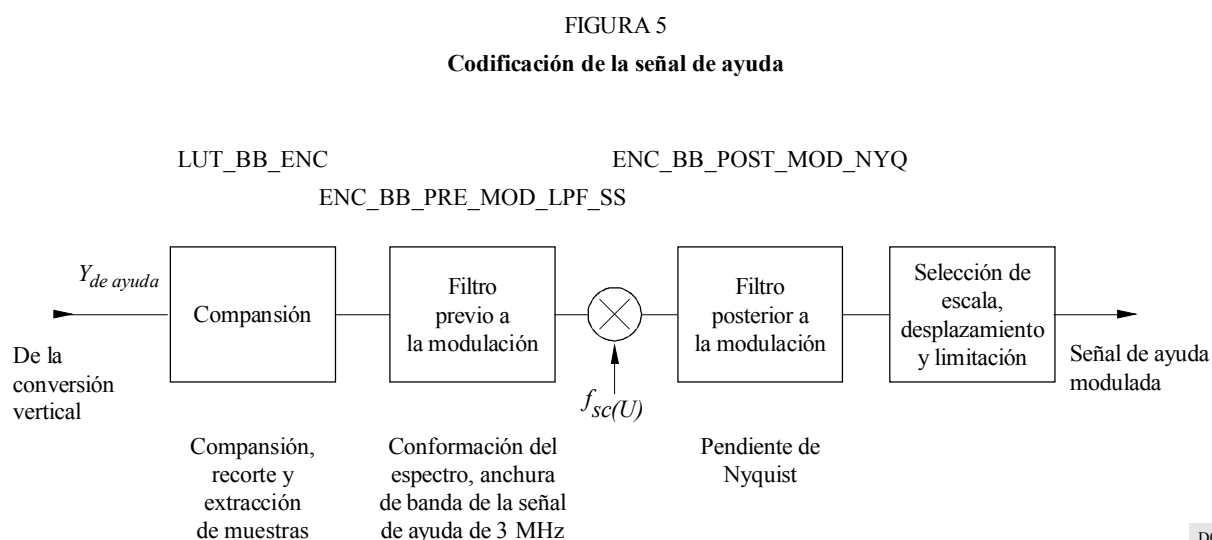 FIGURA 5
Codificación de la señal de ayuda
LUT_BB_ENC
ENC_BB_POST_MOD_NYQ
ENC_BB_PRE_MOD_LPF_SS
Y de ayuda
De la
conversión
vertical
Compansión
Filtro
previo a
la modulación
f sc(U)
Filtro
posterior a
la modulación
Selección de
escala,
desplazamiento
y limitación
Señal de ayuda
modulada
Compansión,
recorte y
extracción
de muestras
Conformación del
espectro, anchura
de banda de la señal
de ayuda de 3 MHz
Pendiente de
Nyquist